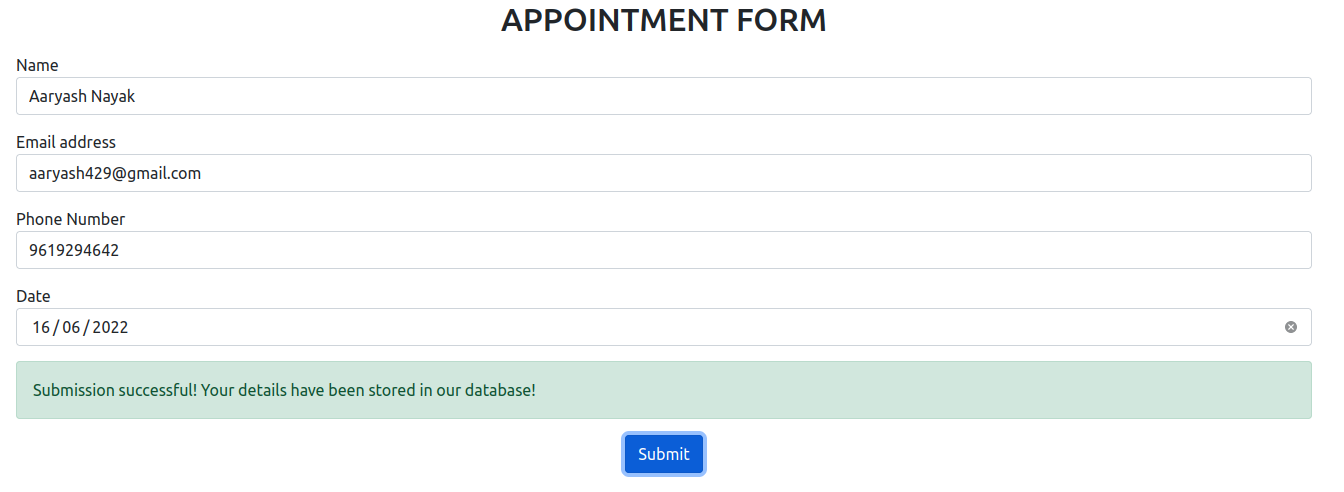 APPOINTMENT FORM
Name
Aaryash Nayak
Email address
aaryash429@gmail.com
Phone Number
9619294642
Date
16/06/2022
Submission successful! Your details have been stored in our database!
Submit